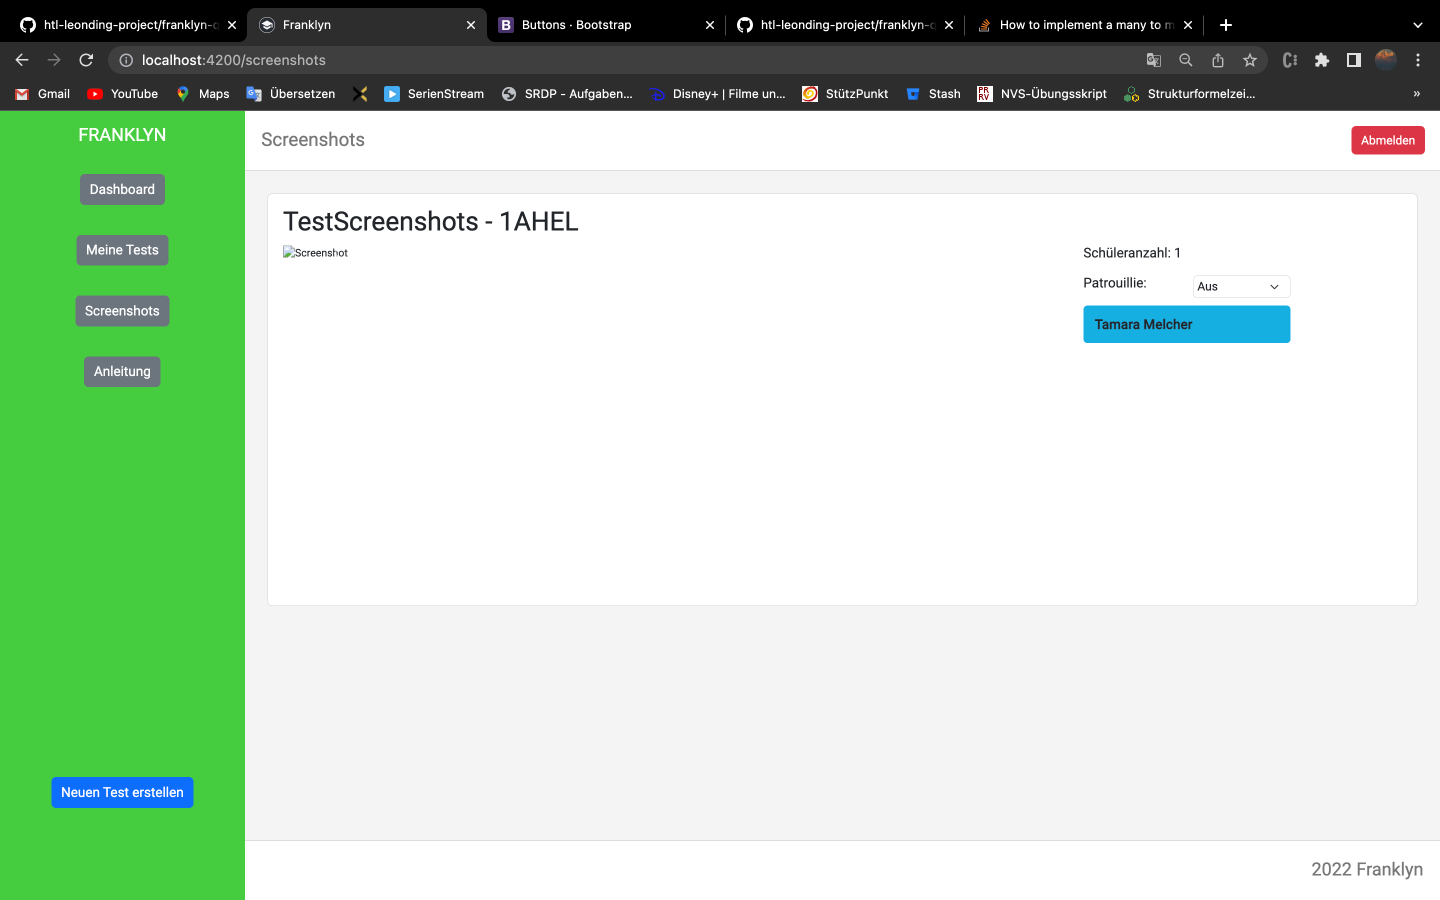 htl-leonding-project/franklyn-q
Franklyn
Buttons · Bootstrap
htl-leonding-project/franklyn-q
How to implement a many to m
localhost:4200/screenshots
Gmail
YouTube
Maps
Übersetzen
SerienStream
SRDP - Aufgaben...
Disney+ | Filme un...
StützPunkt
Stash
PR
RV
NVS-Übungsskript
Strukturformelzei...
»
FRANKLYN
Dashboard
Meine Tests
Screenshots
Anleitung
Neuen Test erstellen
Screenshots
Abmelden
TestScreenshots - 1AHEL
Screenshot
Schüleranzahl: 1
Patrouillie:
Aus
Tamara Melcher
2022 Franklyn